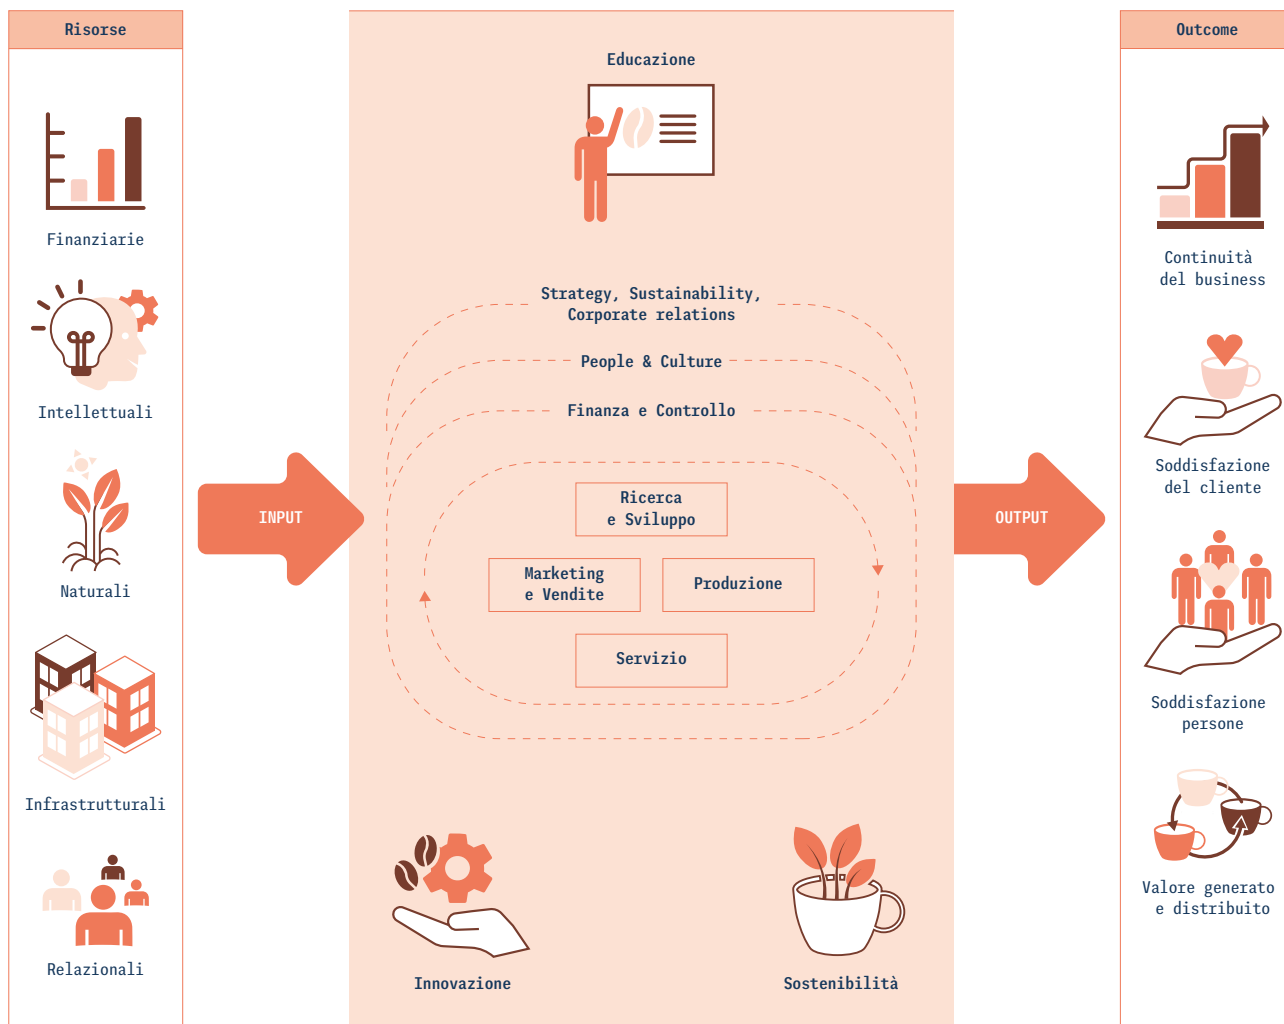 Risorse
Finanziarie
Intellettuali
Naturali
Infrastrutturali
Relazionali
INPUT
Educazione
Strategy, Sustainability,
Corporate relations
People & Culture
Finanza e Controllo
Ricerca
e Sviluppo
Marketing
e Vendite
Produzione
Servizio
Innovazione
Sostenibilità
OUTPUT
Outcome
Continuità
del business
Soddisfazione
del cliente
Soddisfazione
persone
Valore generato
e distribuito